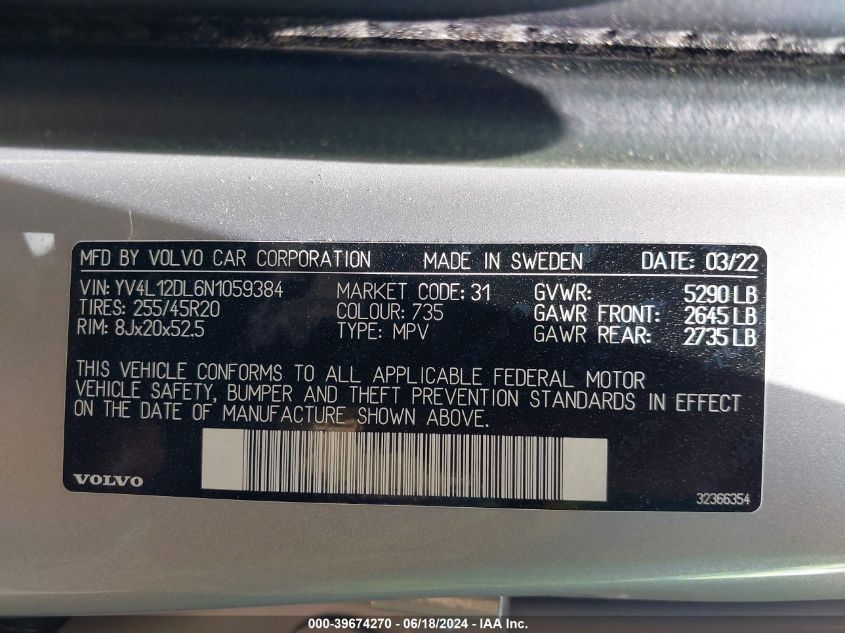 MFD BY VOLVO CAR CORPORATION MADE IN SWEDEN DATE: 03/22
VIN: YV4L12DL6N1059384 MARKET CODE: 31 GVWR: 5290 LB
TIRES: 255/45R20 COLOUR: 735 GAWR FRONT: 2645 LB
RIM: 8Jx20x52.5 TYPE: MPV GAWR REAR: 2735 LB
THIS VEHICLE CONFORMS TO ALL APPLICABLE FEDERAL MOTOR
VEHICLE SAFETY, BUMPER AND THEFT PREVENTION STANDARDS IN EFFECT
ON THE DATE OF MANUFACTURE SHOWN ABOVE.
VOLVO 32366354
000-39674270 - 06/18/2024 - IAA Inc.